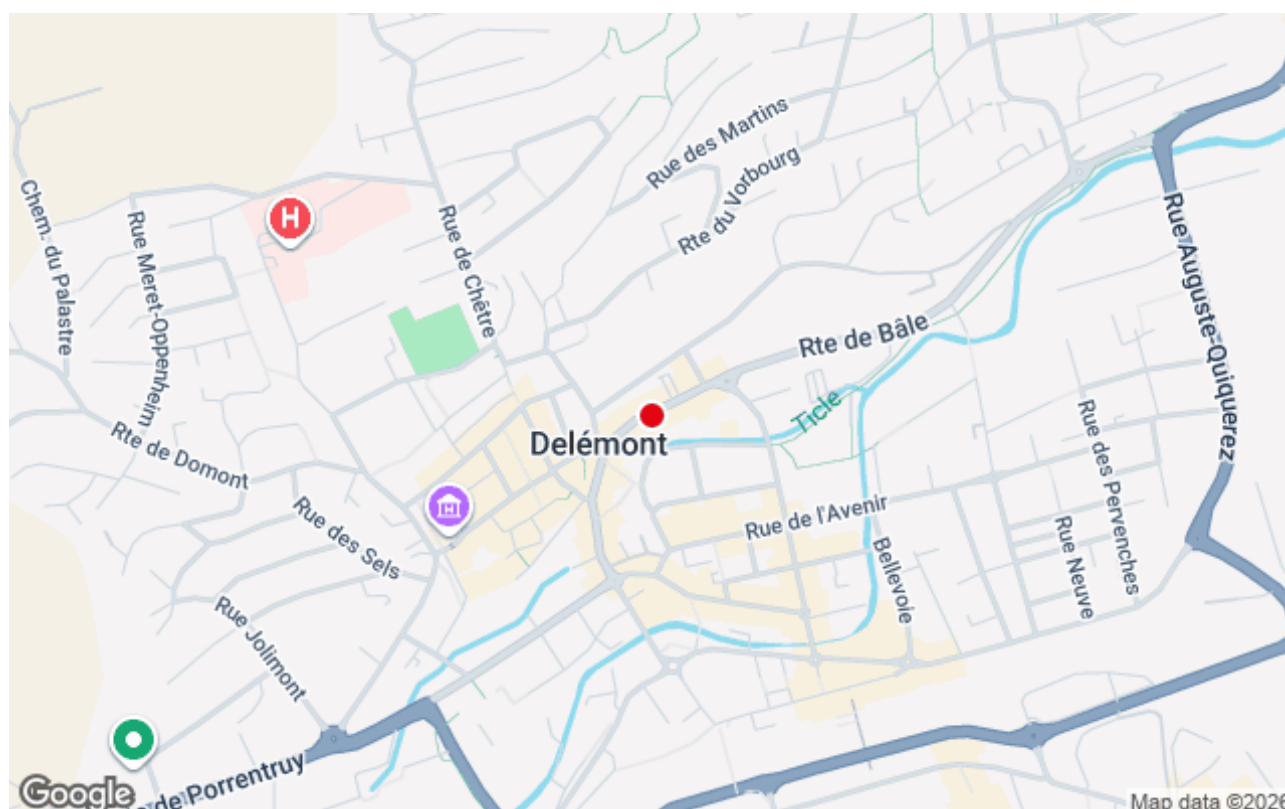 Rue des Martins
Rte du Vorbourg
Chem. du Palastre
Rue Meret-Oppenheim
H
Rue de Chêtre
Rue Auguste-Quiquerez
Rte de Bâle
Ticle
Delémont
Rte de Domont
Rue des Sels
Rue de l'Avenir
Rue des Pervenches
Rue Neuve
Bellevoie
Rue Jolimont
de Porrentruy
Google
Map data ©2026